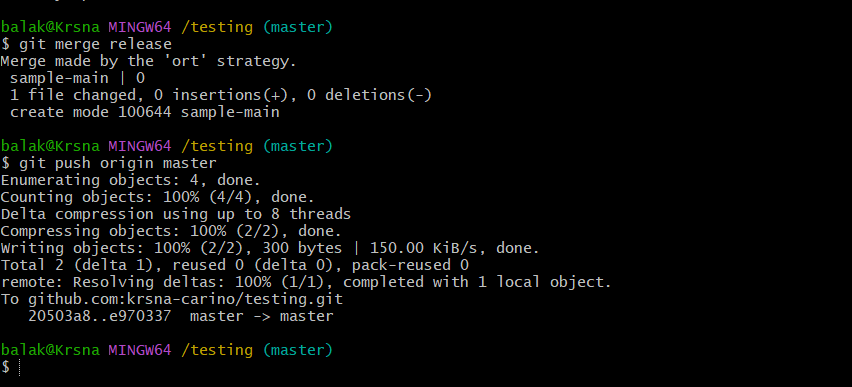 balak@Krsna MINGW64 /testing (master)
$ git merge release
Merge made by the 'ort' strategy.
 sample-main | 0
 1 file changed, 0 insertions(+), 0 deletions(-)
 create mode 100644 sample-main

balak@Krsna MINGW64 /testing (master)
$ git push origin master
Enumerating objects: 4, done.
Counting objects: 100% (4/4), done.
Delta compression using up to 8 threads
Compressing objects: 100% (2/2), done.
Writing objects: 100% (2/2), 300 bytes | 150.00 KiB/s, done.
Total 2 (delta 1), reused 0 (delta 0), pack-reused 0
remote: Resolving deltas: 100% (1/1), completed with 1 local object.
To github.com:krsna-carino/testing.git
   20503a8..e970337  master -> master

balak@Krsna MINGW64 /testing (master)
$